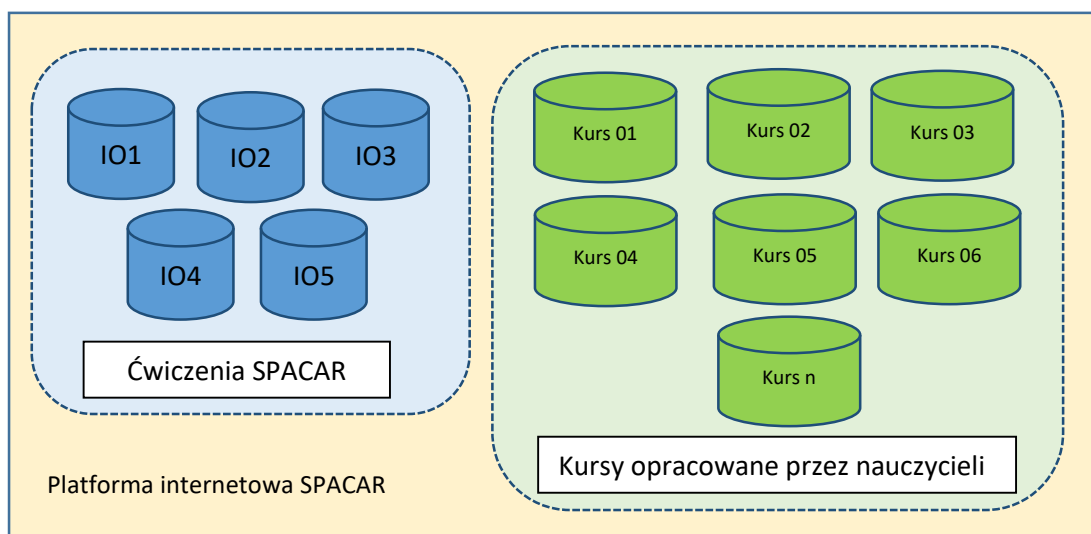 IO1
IO2
IO3
IO4
IO5
Ćwiczenia SPACAR
Platforma internetowa SPACAR
Kurs 01
Kurs 02
Kurs 03
Kurs 04
Kurs 05
Kurs 06
Kurs n
Kursy opracowane przez nauczycieli